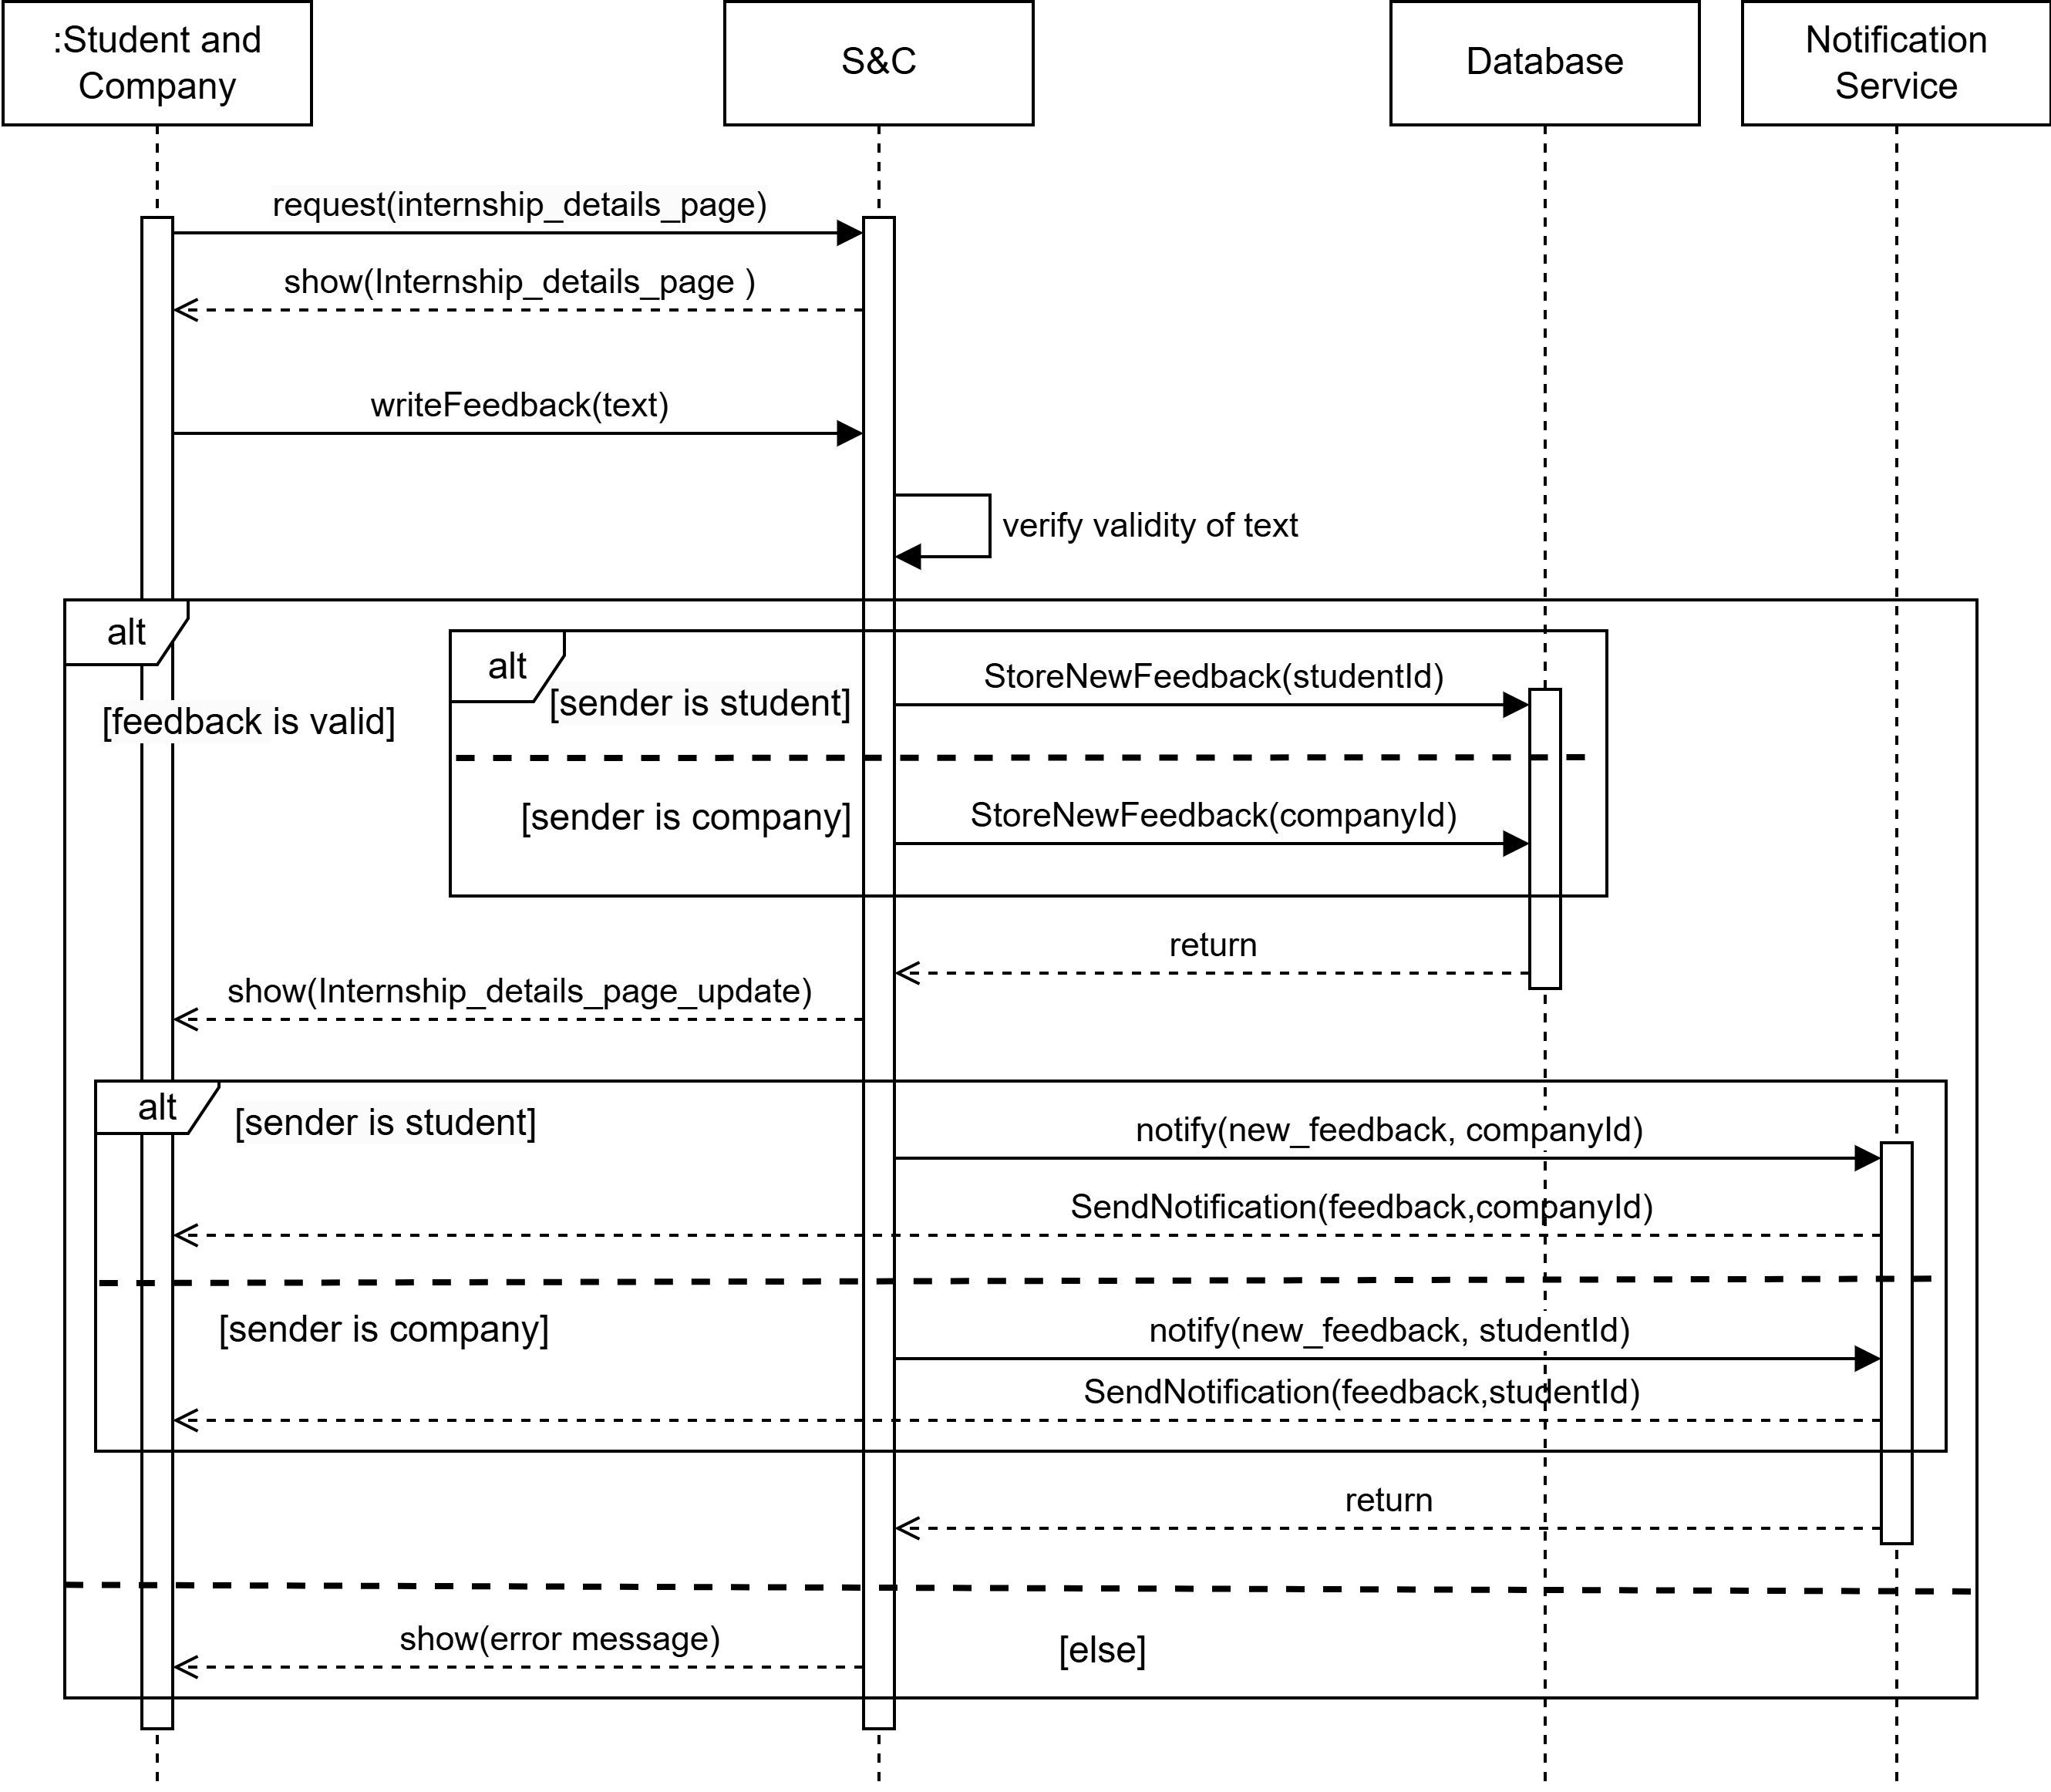 :Student and
Company
S&C
Database
Notification
Service
request(internship_details_page)
show(Internship_details_page )
writeFeedback(text)
verify validity of text
alt
alt
StoreNewFeedback(studentId)
[sender is student]
[feedback is valid]
[sender is company]
StoreNewFeedback(companyId)
return
show(Internship_details_page_update)
alt
[sender is student]
notify(new_feedback, companyId)
SendNotification(feedback,companyId)
[sender is company]
notify(new_feedback, studentId)
SendNotification(feedback,studentId)
return
show(error message)
[else]